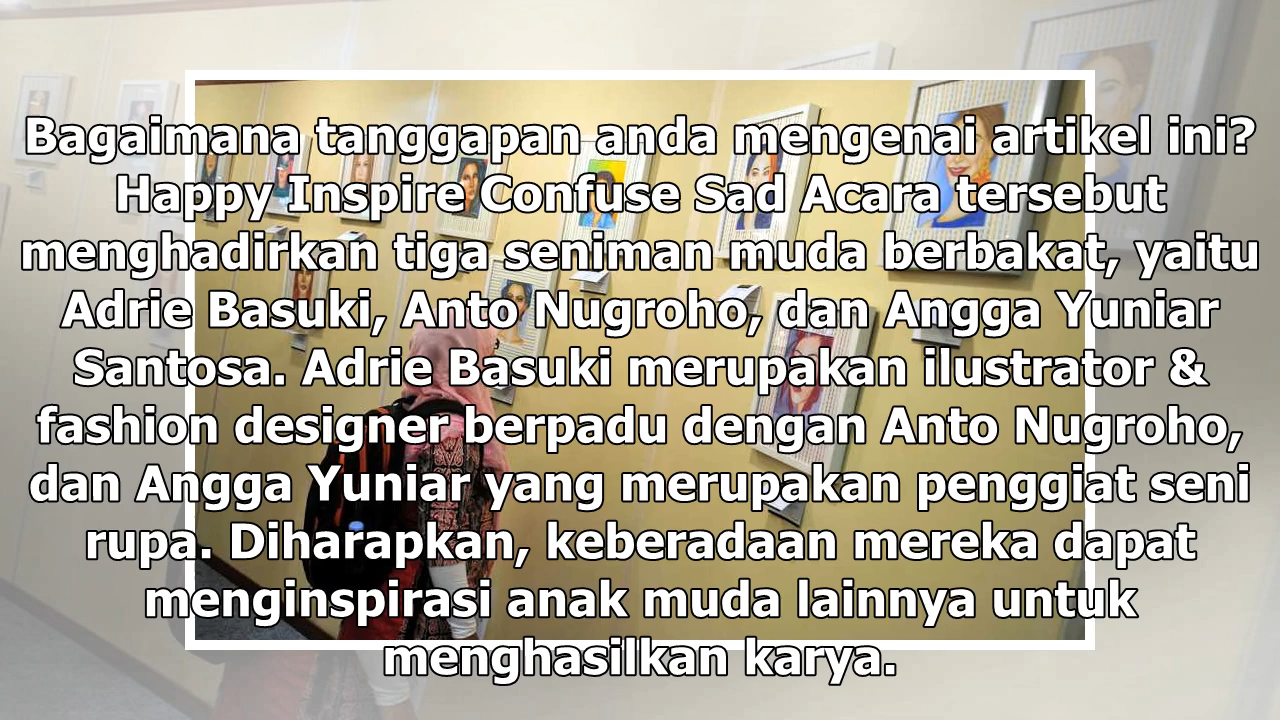 Bagaimana tanggapan anda mengenai artikel ini?
Happy Inspire Confuse Sad Acara tersebut
menghadirkan tiga seniman muda berbakat, yaitu
Adrie Basuki, Anto Nugroho, dan Angga Yuniar
Santosa. Adrie Basuki merupakan ilustrator &
fashion designer berpadu dengan Anto Nugroho,
dan Angga Yuniar yang merupakan penggiat seni
rupa. Diharapkan, keberadaan mereka dapat
menginspirasi anak muda lainnya untuk
menghasilkan karya.